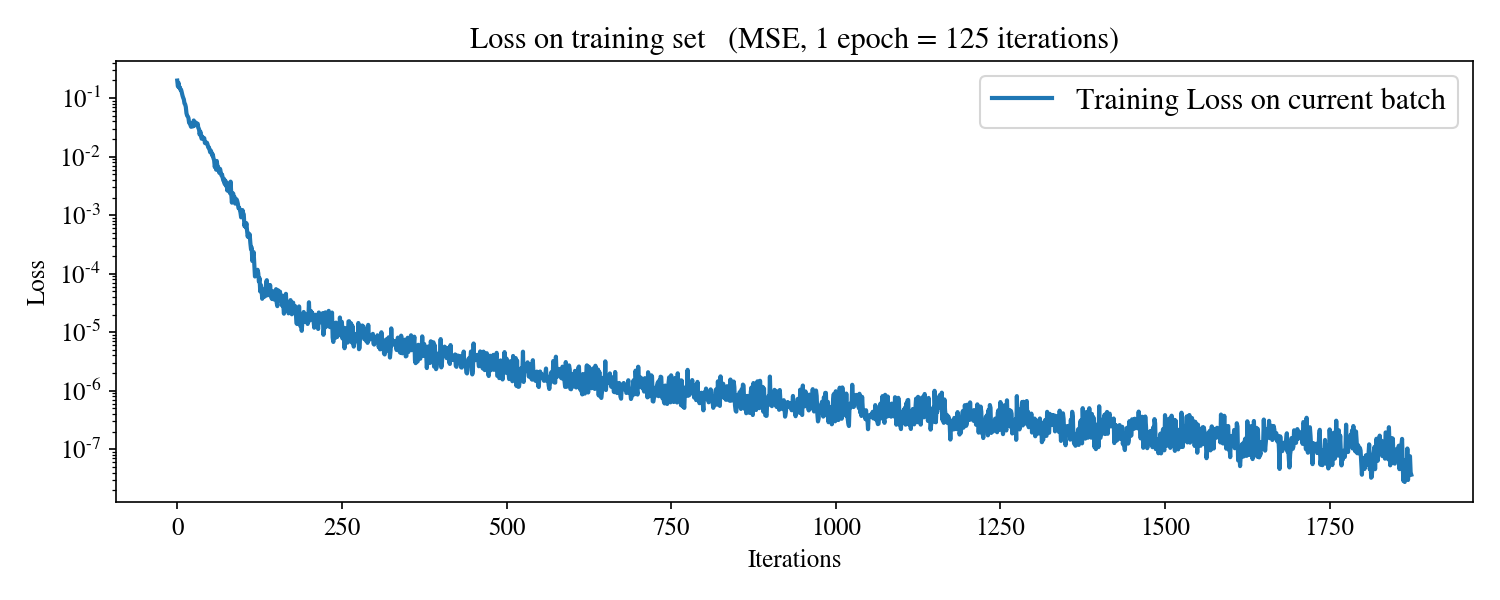 Loss on training set (MSE, 1 epoch = 125 iterations)
Training Loss on current batch
Loss
10⁻¹
10⁻²
10⁻³
10⁻⁴
10⁻⁵
10⁻⁶
10⁻⁷
0 250 500 750 1000 1250 1500 1750
Iterations